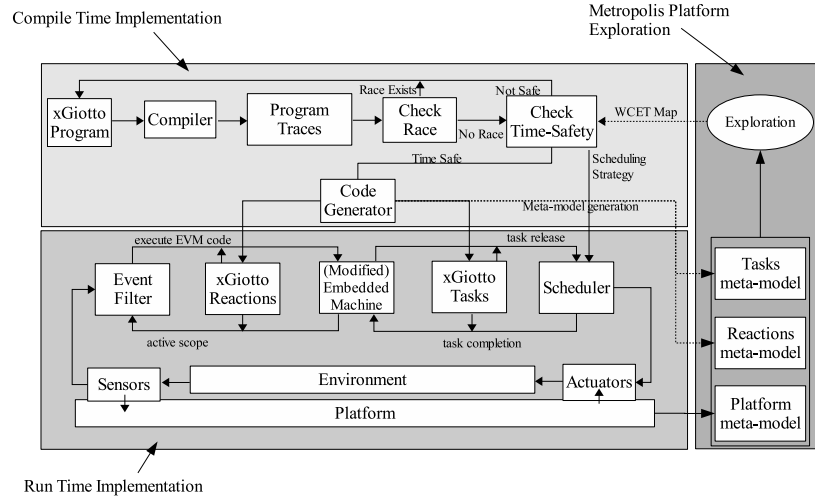 Compile Time Implementation
Metropolis Platform
Exploration
Race Exists
Not Safe
xGiotto
Program
Compiler
Program
Traces
Check
Race
No Race
Check
Time-Safety
WCET Map
Exploration
Time Safe
Scheduling
Strategy
Code
Generator
Meta-model generation
execute EVM code
task release
Event
Filter
xGiotto
Reactions
(Modified)
Embedded
Machine
xGiotto
Tasks
Scheduler
Tasks
meta-model
active scope
task completion
Reactions
meta-model
Sensors
Environment
Actuators
Platform
Platform
meta-model
Run Time Implementation